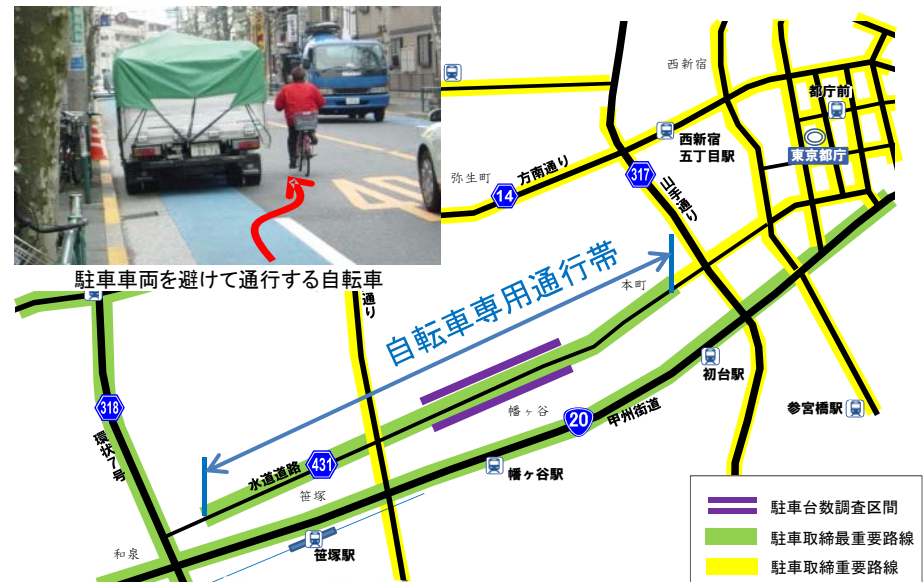 駐車車両を避けて通行する自転車
西新宿
都庁前
東京都庁
西新宿
五丁目駅
弥生町
方南通り
14
317
山手通り
自転車専用通行帯
本町
通り
318
環状7号
初台駅
参宮橋駅
幡ヶ谷
20
甲州街道
水道道路
431
幡ヶ谷駅
笹塚
和泉
笹塚駅
駐車台数調査区間
駐車取締最重要路線
駐車取締重要路線